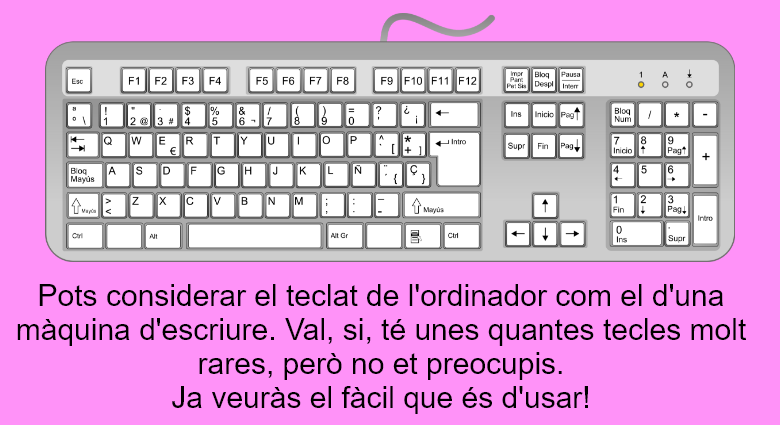 Esc F1 F2 F3 F4 F5 F6 F7 F8 F9 F10 F11 F12 Impr Pant Pet Sis Bloq Despl Pausa Interr 1 A
ª º \ ! 1 " 2 @ · 3 # $ 4 % 5 & 6 ¬ / 7 ( 8 ) 9 = 0 ? ' ¿ ¡ Ins Inicio Pag Bloq Num / * -
Q W E € R T Y U I O P ^ ` [ * + ] Intro Supr Fin Pag 7 Inicio 8 9 Pag +
Bloq Mayús A S D F G H J K L Ñ ¨ ´ { Ç } 4 5 6
Mayús > < Z X C V B N M ; , : . _ - Mayús 1 Fin 2 3 Pag Intro
Ctrl Alt Alt Gr Ctrl 0 Ins . Supr
Pots considerar el teclat de l'ordinador com el d'una
màquina d'escriure. Val, si, té unes quantes tecles molt
rares, però no et preocupis.
Ja veuràs el fàcil que és d'usar!